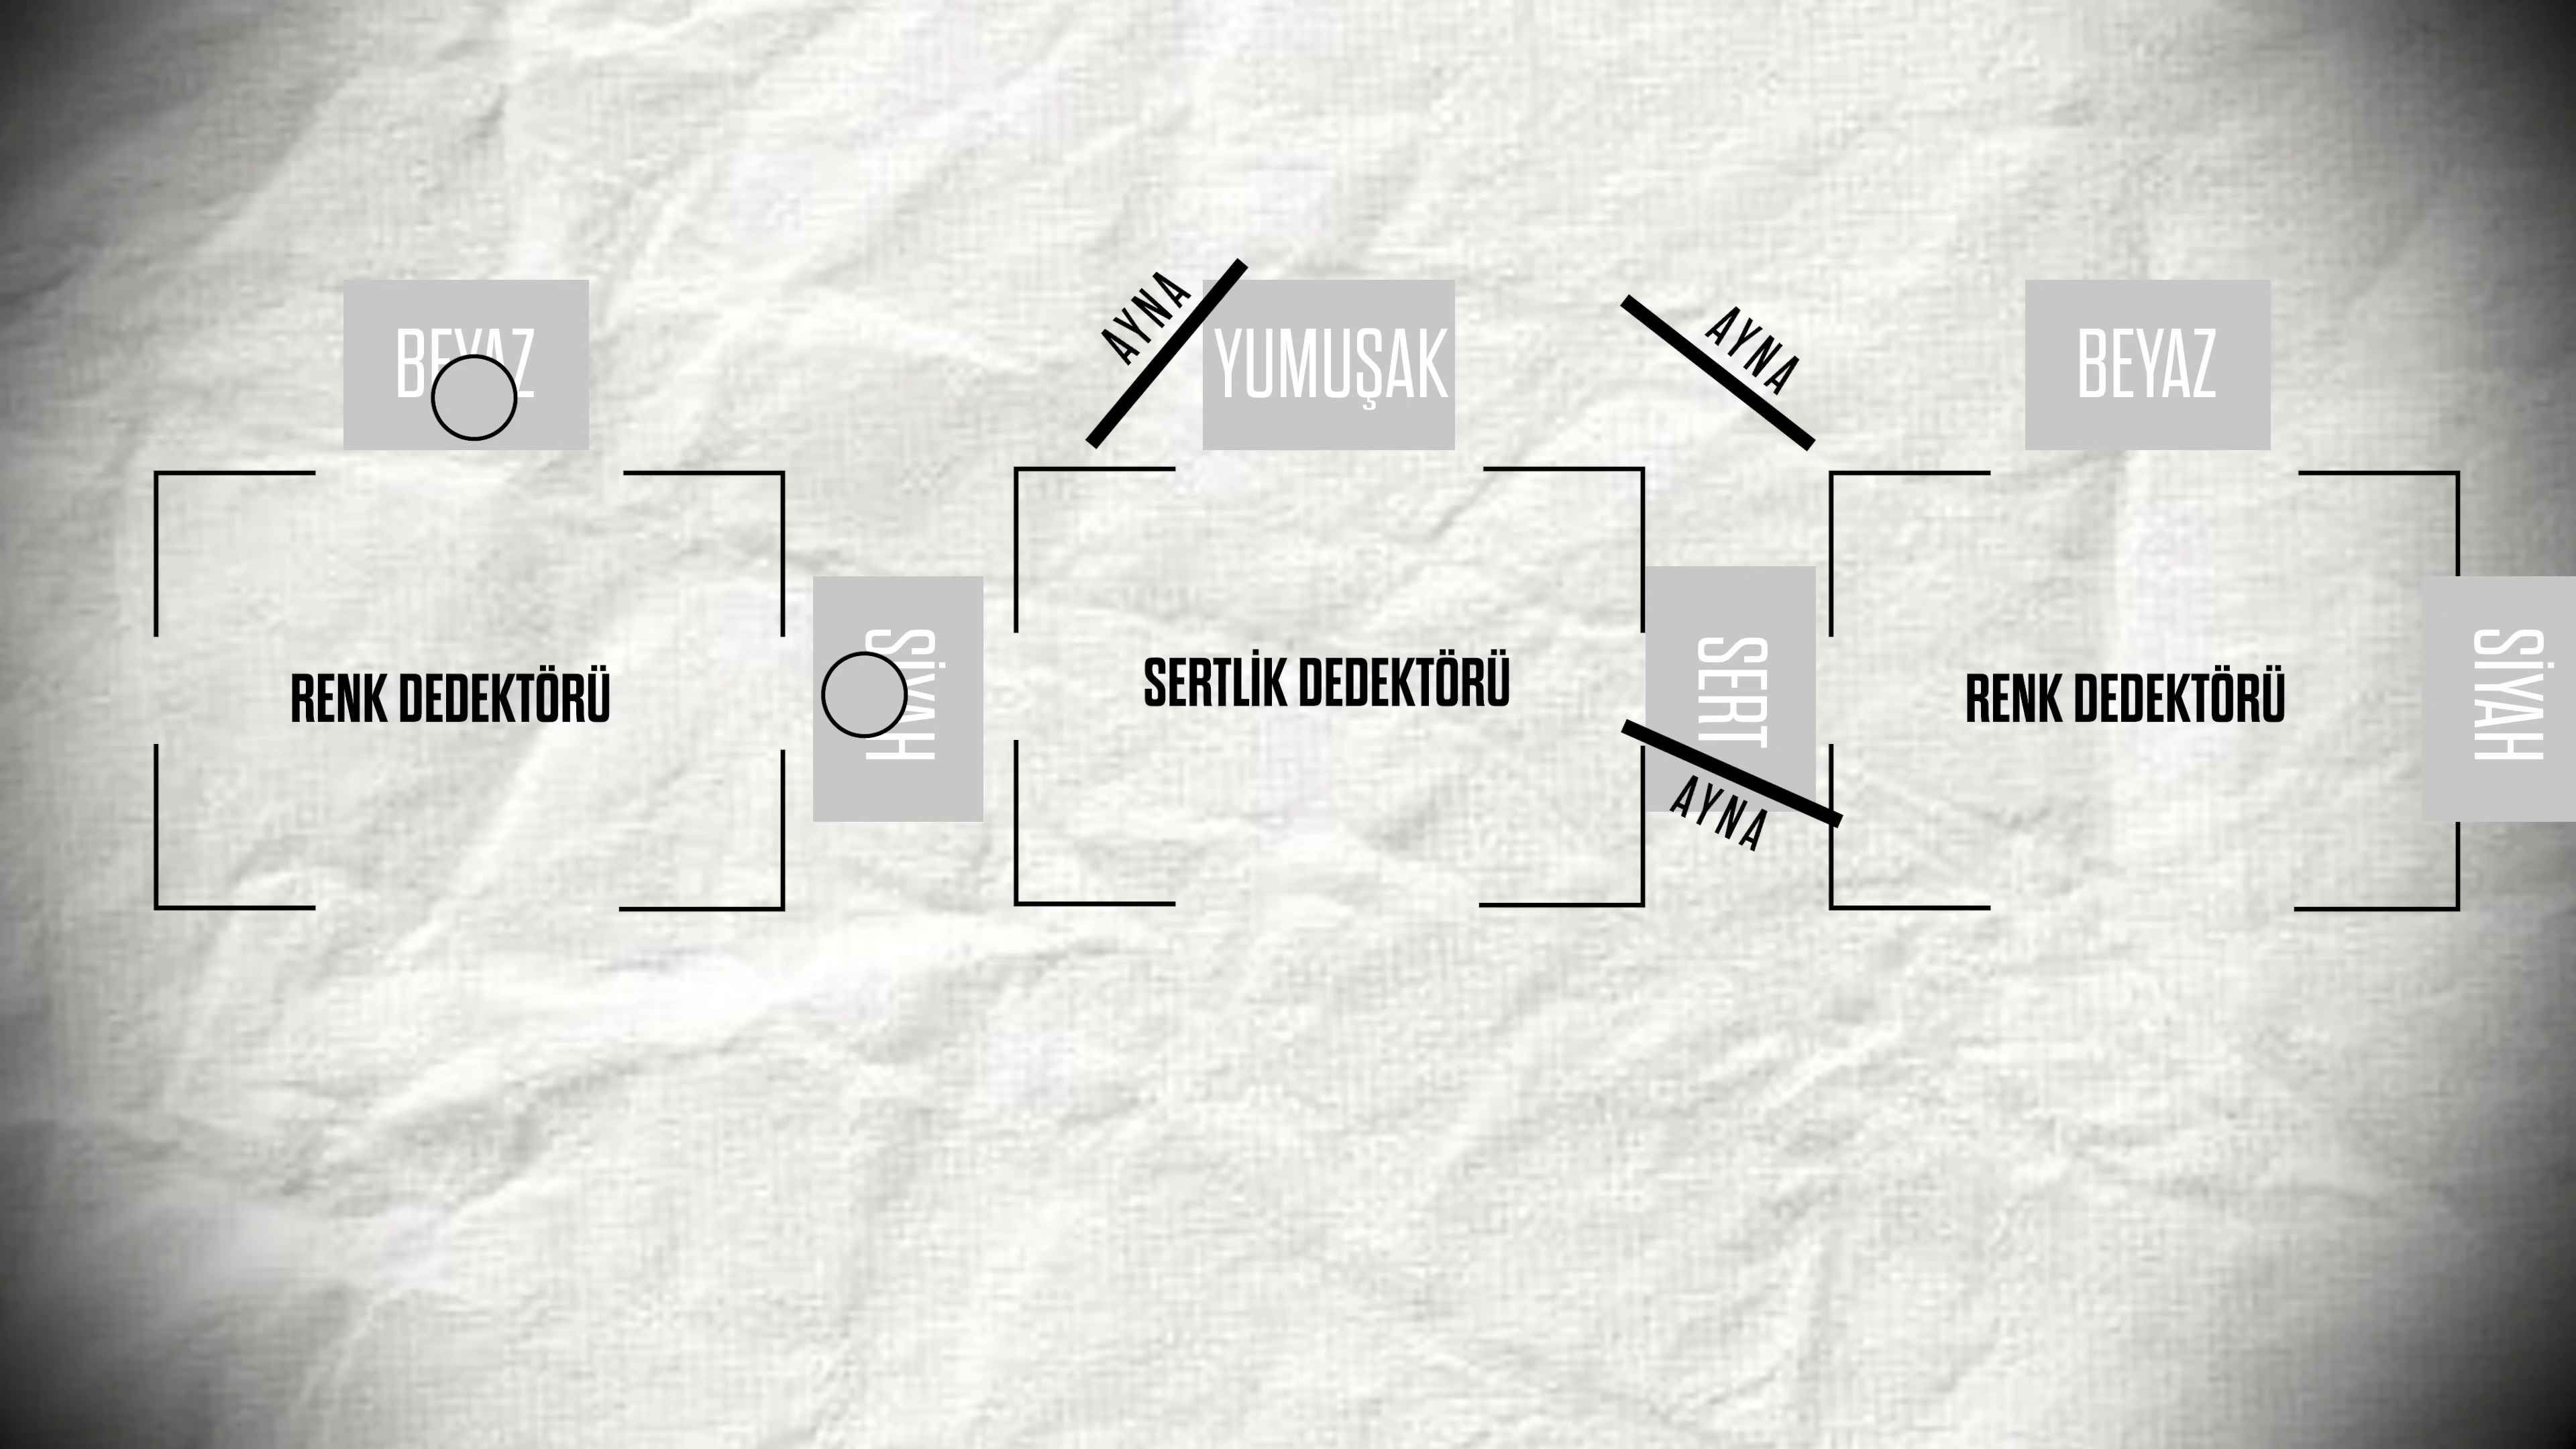 BEYAZ
RENK DEDEKTÖRÜ
SİYAH
AYNA
YUMUŞAK
SERTLİK DEDEKTÖRÜ
AYNA
SERT
AYNA
BEYAZ
RENK DEDEKTÖRÜ
SİYAH